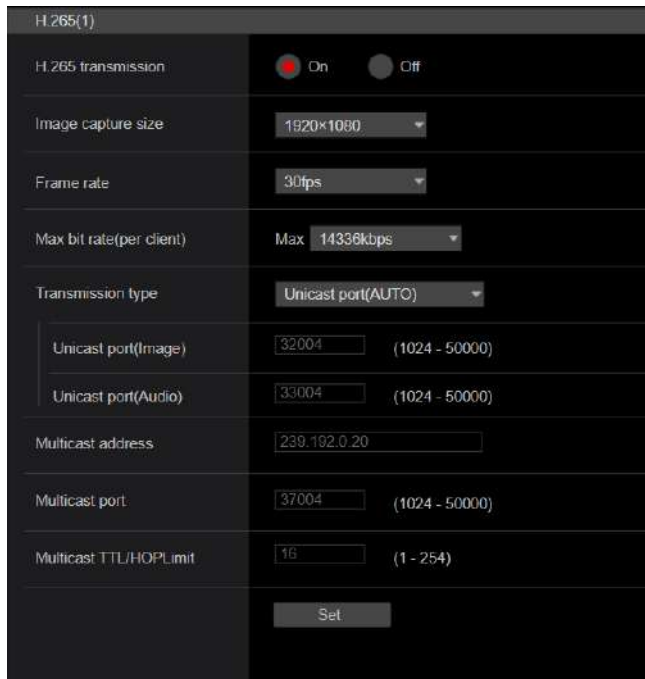 H.265(1)
H.265 transmission On Off
Image capture size 1920×1080
Frame rate 30fps
Max bit rate(per client) Max 14336kbps
Transmission type Unicast port(AUTO)
Unicast port(Image) 32004 (1024 - 50000)
Unicast port(Audio) 33004 (1024 - 50000)
Multicast address 239.192.0.20
Multicast port 37004 (1024 - 50000)
Multicast TTL/HOPLimit 16 (1 - 254)
Set